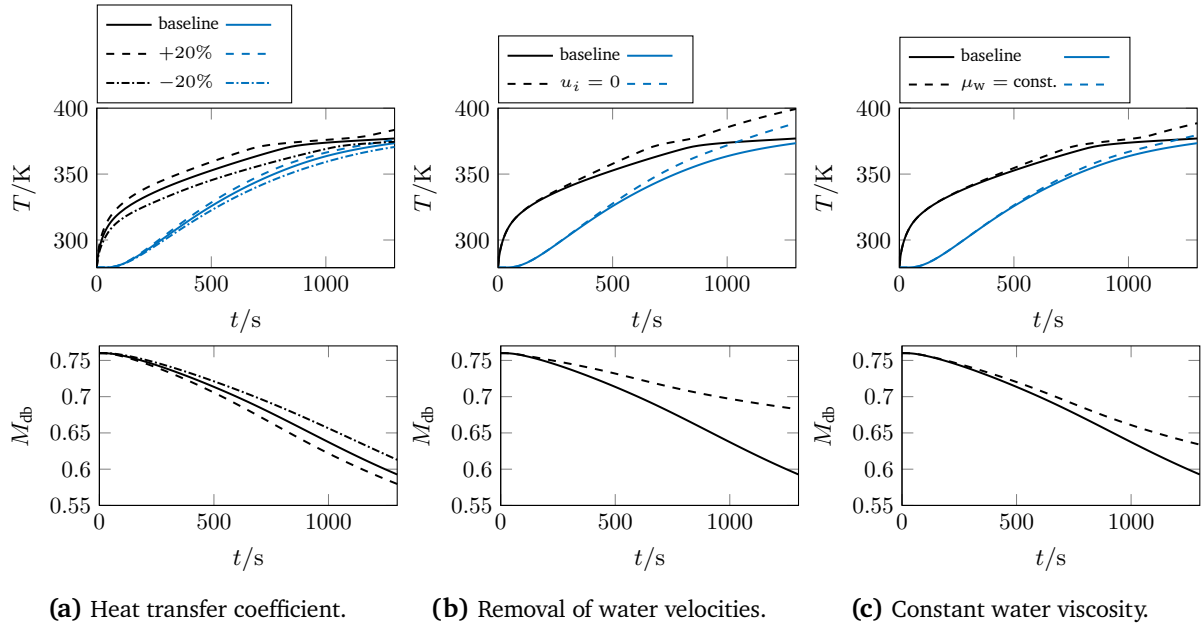 baseline
+20%
−20%
400
350
300
T/K
0
500
1000
t/s
0.75
0.7
0.65
0.6
0.55
M_db
0
500
1000
t/s
(a) Heat transfer coefficient.
baseline
u_i = 0
400
350
300
T/K
0
500
1000
t/s
0.75
0.7
0.65
0.6
0.55
M_db
0
500
1000
t/s
(b) Removal of water velocities.
baseline
μ_w = const.
400
350
300
T/K
0
500
1000
t/s
0.75
0.7
0.65
0.6
0.55
M_db
0
500
1000
t/s
(c) Constant water viscosity.